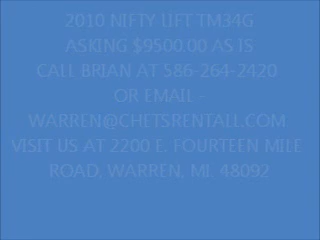 2010 NIFTY LIFT TM34G
ASKING $9500.00 AS IS
CALL BRIAN AT 586-264-2420
OR EMAIL -
WARREN@CHETSRENTALL.COM
VISIT US AT 2200 E. FOURTEEN MILE
ROAD, WARREN, MI, 48092